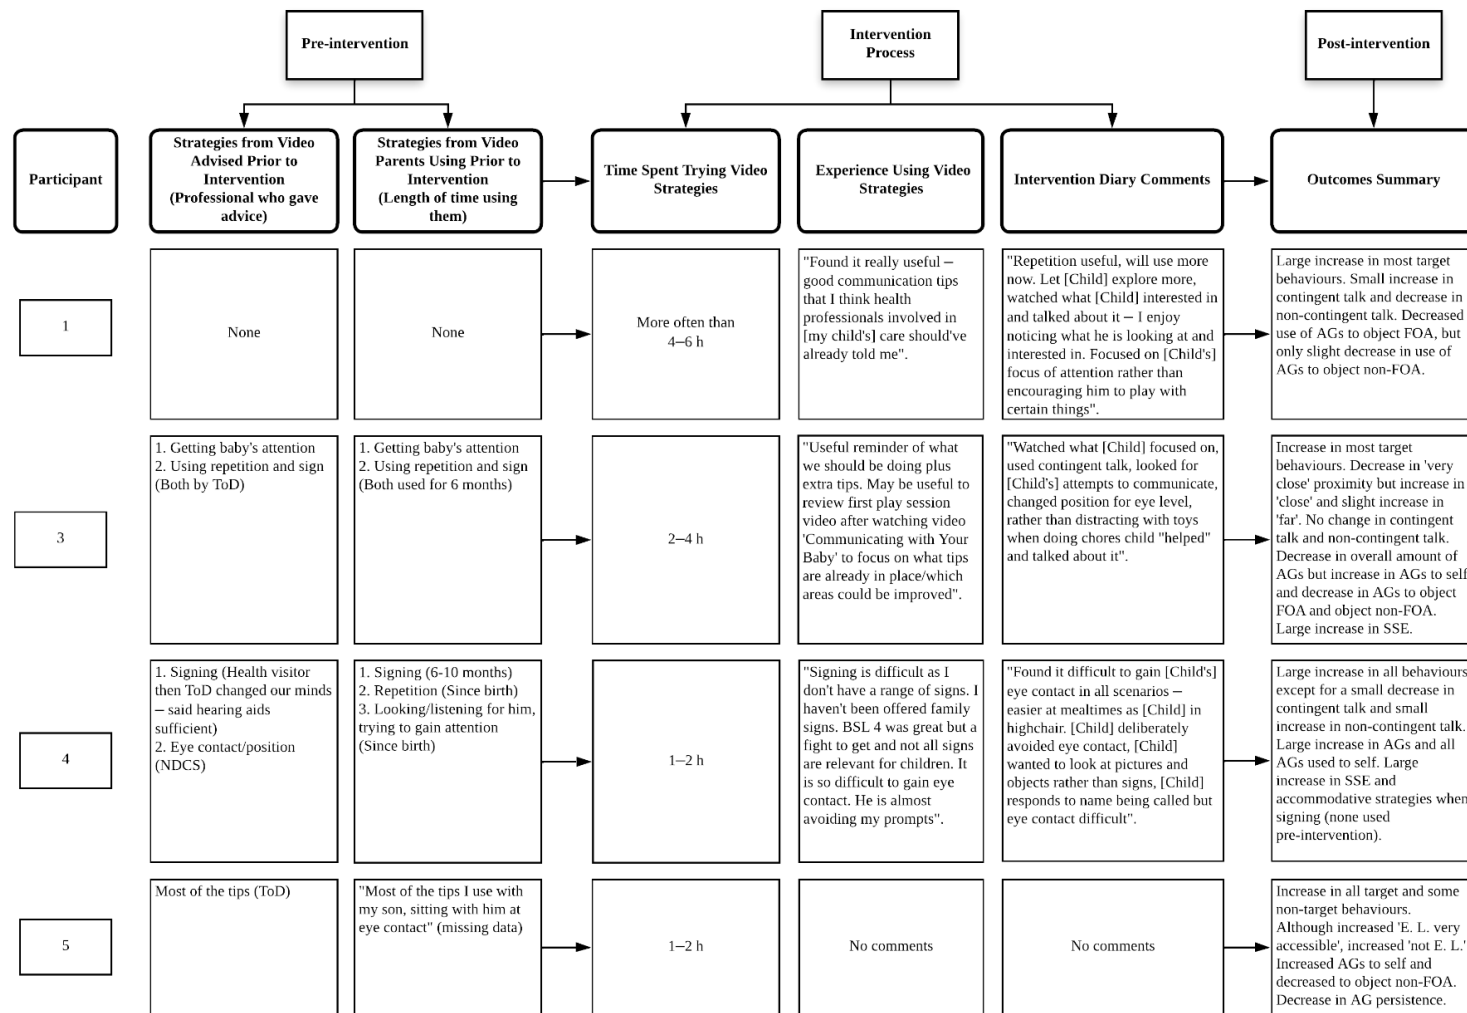 Pre-intervention
Intervention
Process
Post-intervention
Participant
Strategies from Video
Advised Prior to
Intervention
(Professional who gave
advice)
Strategies from Video
Parents Using Prior to
Intervention
(Length of time using
them)
Time Spent Trying Video
Strategies
Experience Using Video
Strategies
Intervention Diary Comments
Outcomes Summary
1
None
None
More often than
4–6 h
"Found it really useful –
good communication tips
that I think health
professionals involved in
[my child's] care should've
already told me".
"Repetition useful, will use more
now. Let [Child] explore more,
watched what [Child] interested in
and talked about it – I enjoy
noticing what he is looking at and
interested in. Focused on [Child's]
focus of attention rather than
encouraging him to play with
certain things".
Large increase in most target
behaviours. Small increase in
contingent talk and decrease in
non-contingent talk. Decreased
use of AGs to object FOA, but
only slight decrease in use of
AGs to object non-FOA.
3
1. Getting baby's attention
2. Using repetition and sign
(Both by ToD)
1. Getting baby's attention
2. Using repetition and sign
(Both used for 6 months)
2–4 h
"Useful reminder of what
we should be doing plus
extra tips. May be useful to
review first play session
video after watching video
'Communicating with Your
Baby' to focus on what tips
are already in place/which
areas could be improved".
"Watched what [Child] focused on,
used contingent talk, looked for
[Child's] attempts to communicate,
changed position for eye level,
rather than distracting with toys
when doing chores child "helped"
and talked about it".
Increase in most target
behaviours. Decrease in 'very
close' proximity but increase in
'close' and slight increase in
'far'. No change in contingent
talk and non-contingent talk.
Decrease in overall amount of
AGs but increase in AGs to self
and decrease in AGs to object
FOA and object non-FOA.
Large increase in SSE.
4
1. Signing (Health visitor
then ToD changed our minds
– said hearing aids
sufficient)
2. Eye contact/position
(NDCS)
1. Signing (6-10 months)
2. Repetition (Since birth)
3. Looking/listening for him,
trying to gain attention
(Since birth)
1–2 h
"Signing is difficult as I
don't have a range of signs. I
haven't been offered family
signs. BSL 4 was great but a
fight to get and not all signs
are relevant for children. It
is so difficult to gain eye
contact. He is almost
avoiding my prompts".
"Found it difficult to gain [Child's]
eye contact in all scenarios –
easier at mealtimes as [Child] in
highchair. [Child] deliberately
avoided eye contact, [Child]
wanted to look at pictures and
objects rather than signs, [Child]
responds to name being called but
eye contact difficult".
Large increase in all behaviours
except for a small decrease in
contingent talk and small
increase in non-contingent talk.
Large increase in AGs and all
AGs used to self. Large
increase in SSE and
accommodative strategies when
signing (none used
pre-intervention).
5
Most of the tips (ToD)
"Most of the tips I use with
my son, sitting with him at
eye contact" (missing data)
1–2 h
No comments
No comments
Increase in all target and some
non-target behaviours.
Although increased 'E. L. very
accessible', increased 'not E. L.'
Increased AGs to self and
decreased to object non-FOA.
Decrease in AG persistence.